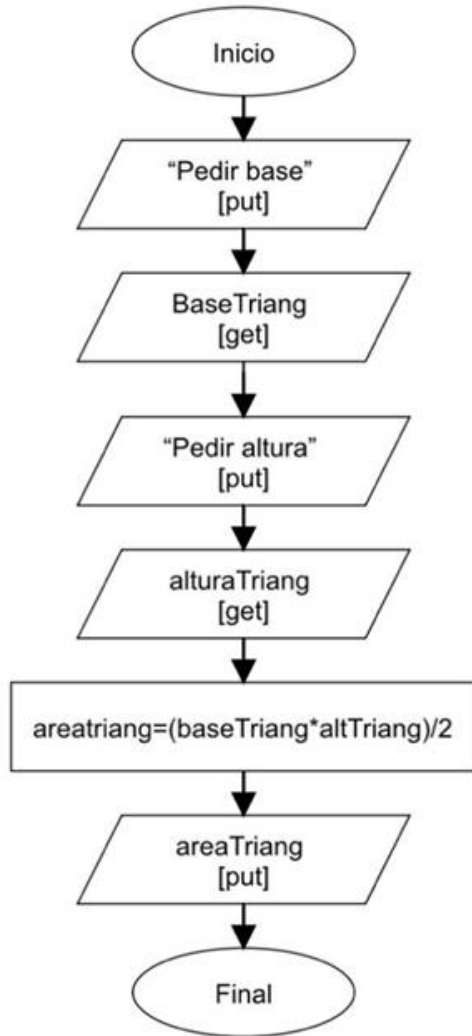 Inicio
“Pedir base”
[put]
BaseTriang
[get]
“Pedir altura”
[put]
alturaTriang
[get]
areatriang=(baseTriang*altTriang)/2
areaTriang
[put]
Final